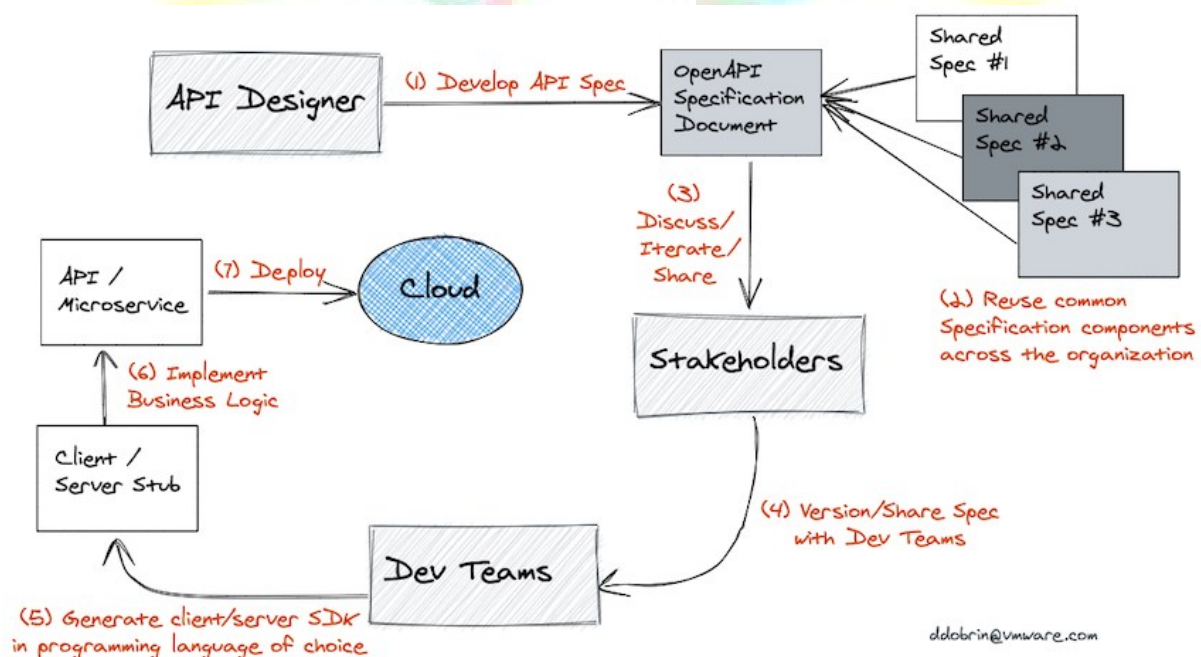 API Designer
(1) Develop API Spec
OpenAPI
Specification
Document
Shared
Spec #1
Shared
Spec #2
Shared
Spec #3
(2) Reuse common
Specification components
across the organization
(3)
Discuss/
Iterate/
Share
Stakeholders
(4) Version/Share Spec
with Dev Teams
Dev Teams
(5) Generate client/server SDK
in programming language of choice
Client /
Server Stub
(6) Implement
Business Logic
API /
Microservice
(7) Deploy
Cloud
ddobrin@vmware.com